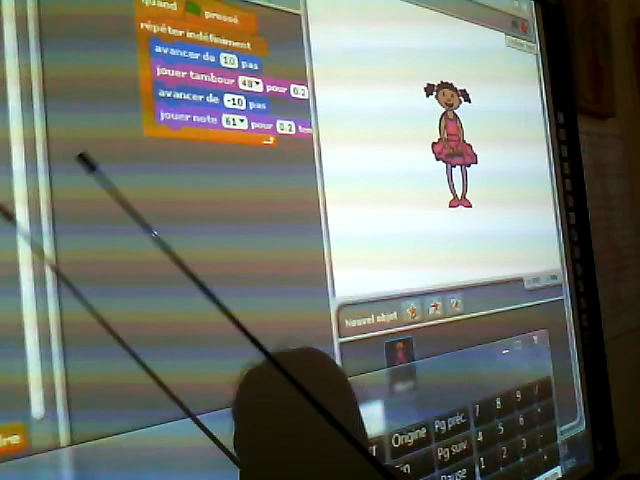 quand pressé
répéter indéfiniment
avancer de 10 pas
jouer tambour 48 pour 0.2
avancer de -10 pas
jouer note 61 pour 0.2
Nouvel objet
Origine Pg préc 7 8 9 /
Pg suiv 4 5 6
Pause 1 2 3